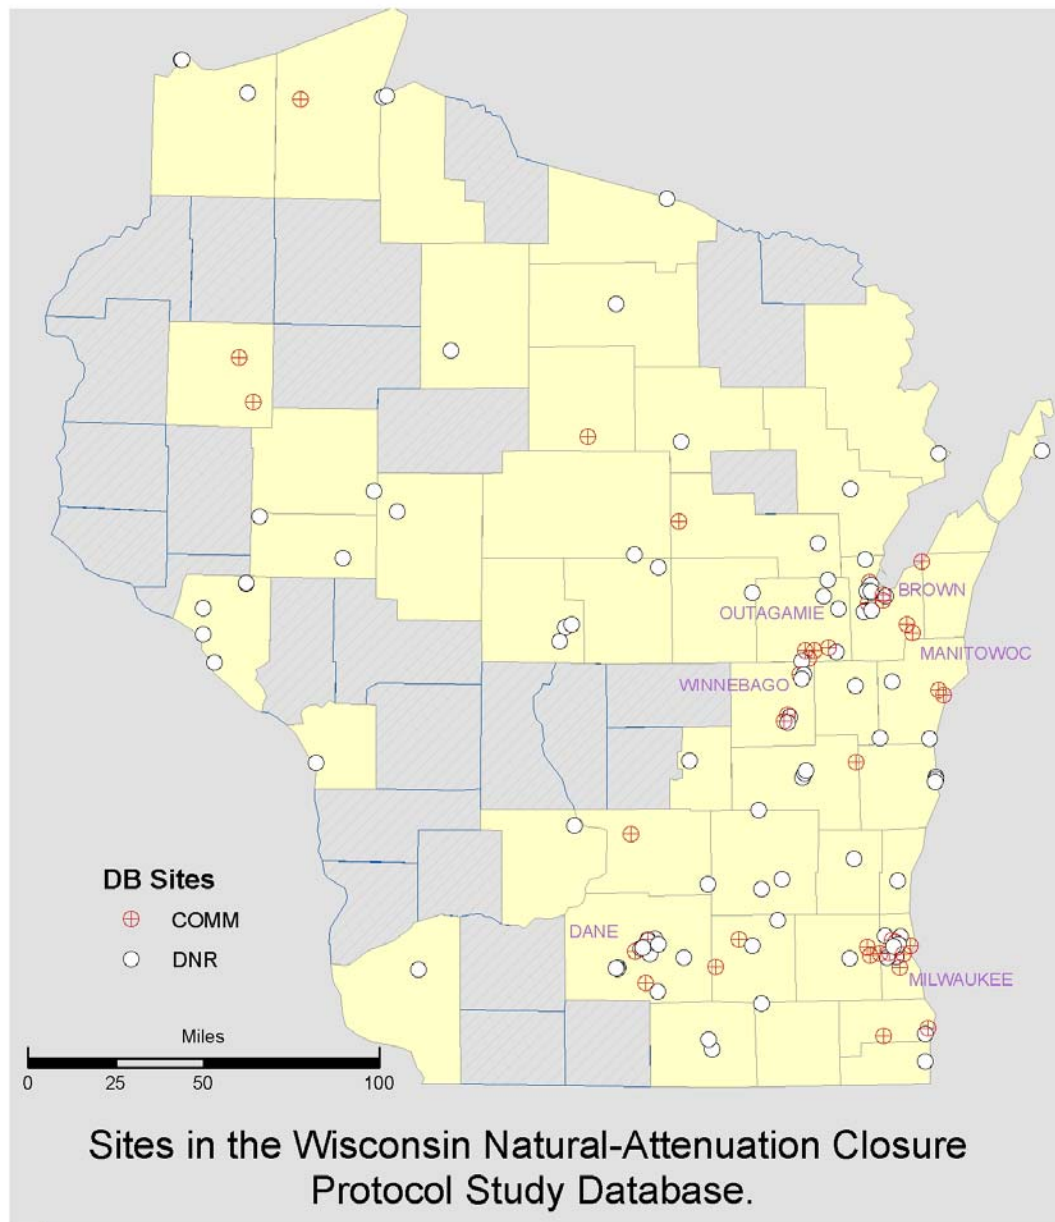 BROWN
OUTAGAMIE
MANITOWOC
WINNEBAGO
DB Sites
COMM
DNR
DANE
MILWAUKEE
Miles
0 25 50 100
Sites in the Wisconsin Natural-Attenuation Closure
Protocol Study Database.